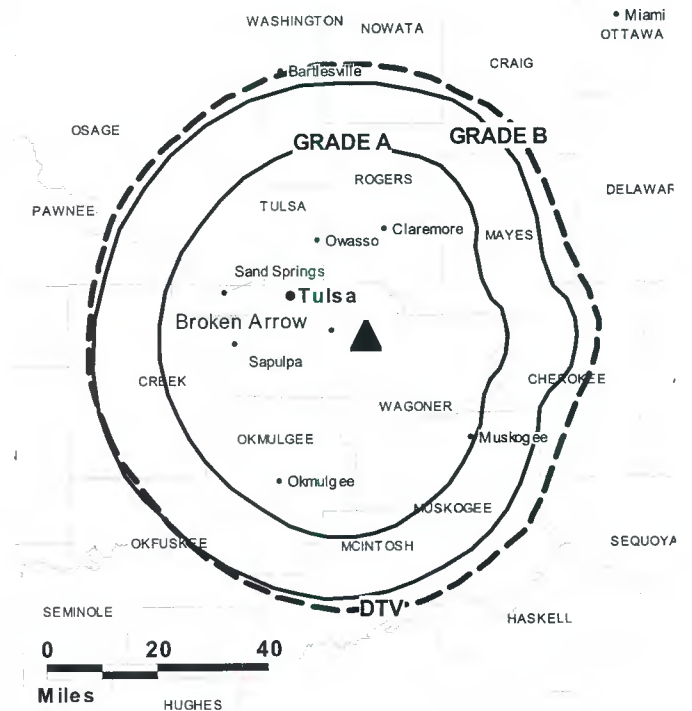 WASHINGTON
NOWATA
Miami
OTTAWA
CRAIG
Bartlesville
OSAGE
GRADE A
GRADE B
ROGERS
DELAWAR
PAWNEE
TULSA
Claremore
MAYES
Owasso
Sand Springs
Tulsa
Broken Arrow
Sapulpa
CREEK
CHEROKEE
WAGONER
OKMULGEE
Muskogee
Okmulgee
MUSKOGEE
OKFUSKEE
MCINTOSH
SEQUOYA
DTV
SEMINOLE
HASKELL
0 20 40
Miles
HUGHES